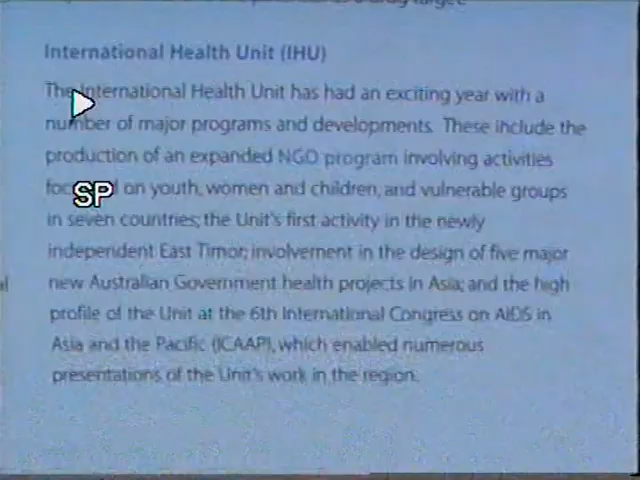 International Health Unit (IHU)
The International Health Unit has had an exciting year with a
number of major programs and developments. These include the
production of an expanded NGO program involving activities
on youth, women and children, and vulnerable groups
SP
in seven countries; the Unit's first activity in the newly
independent East Timor; involvement in the design of five major
new Australian Government health projects in Asia; and the high
profile of the Unit at the 6th International Congress on AIDS in
Asia and the Pacific (ICAAP), which enabled numerous
presentations of the Unit's work in the region.